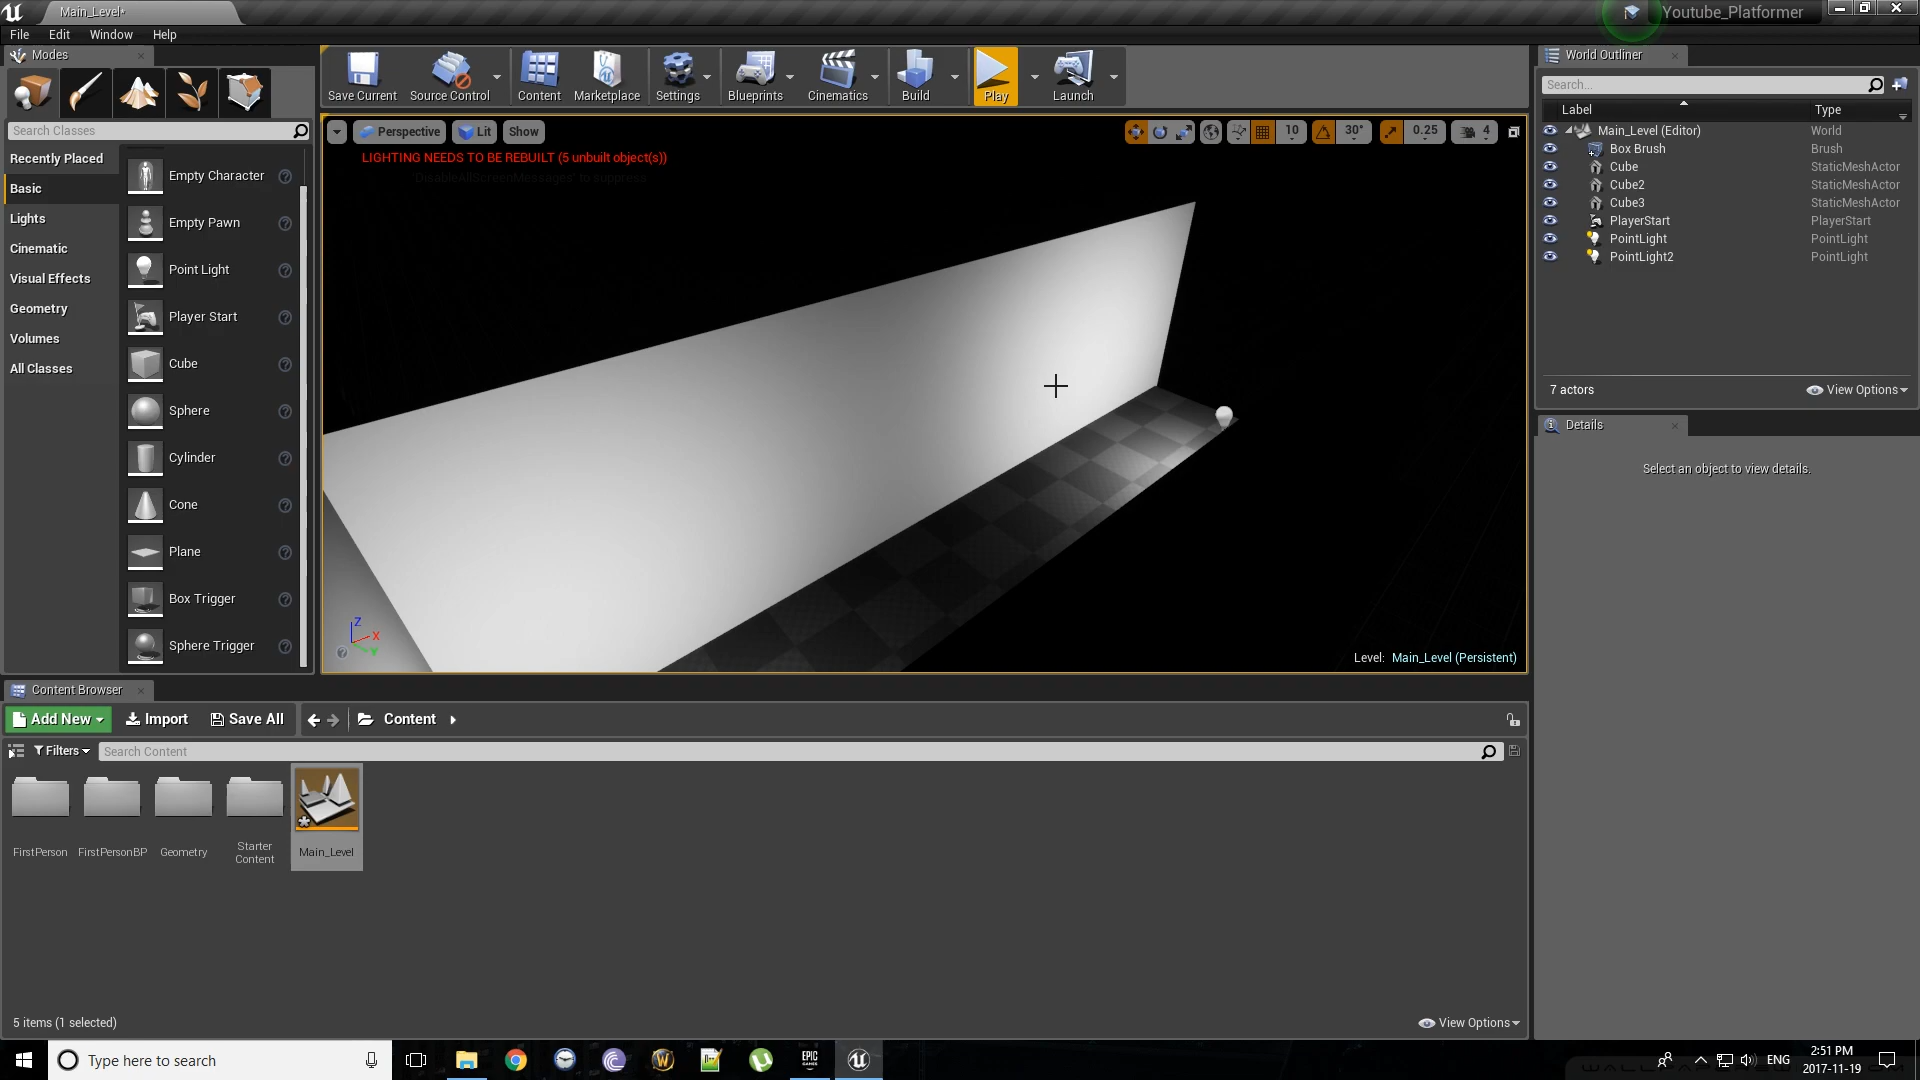 Main_Level*
Youtube_Platformer
File Edit Window Help
Modes
Save Current
Source Control
Content
Marketplace
Settings
Blueprints
Cinematics
Build
Play
Launch
Search Classes
Recently Placed
Basic
Lights
Cinematic
Visual Effects
Geometry
Volumes
All Classes
Empty Character
Empty Pawn
Point Light
Player Start
Cube
Sphere
Cylinder
Cone
Plane
Box Trigger
Sphere Trigger
Perspective Lit Show
10 30° 0.25 4
LIGHTING NEEDS TO BE REBUILT (5 unbuilt object(s))
'DisableAllScreenMessages' to suppress
Z
X
Y
Level: Main_Level (Persistent)
World Outliner
Search...
Label Type
Main_Level (Editor) World
Box Brush Brush
Cube StaticMeshActor
Cube2 StaticMeshActor
Cube3 StaticMeshActor
PlayerStart PlayerStart
PointLight PointLight
PointLight2 PointLight
7 actors View Options
Details
Select an object to view details.
Content Browser
Add New Import Save All Content
Filters Search Content
FirstPerson
FirstPersonBP
Geometry
Starter
Content
Main_Level
5 items (1 selected) View Options
Type here to search
EPIC
GAMES
ENG
2:51 PM
2017-11-19